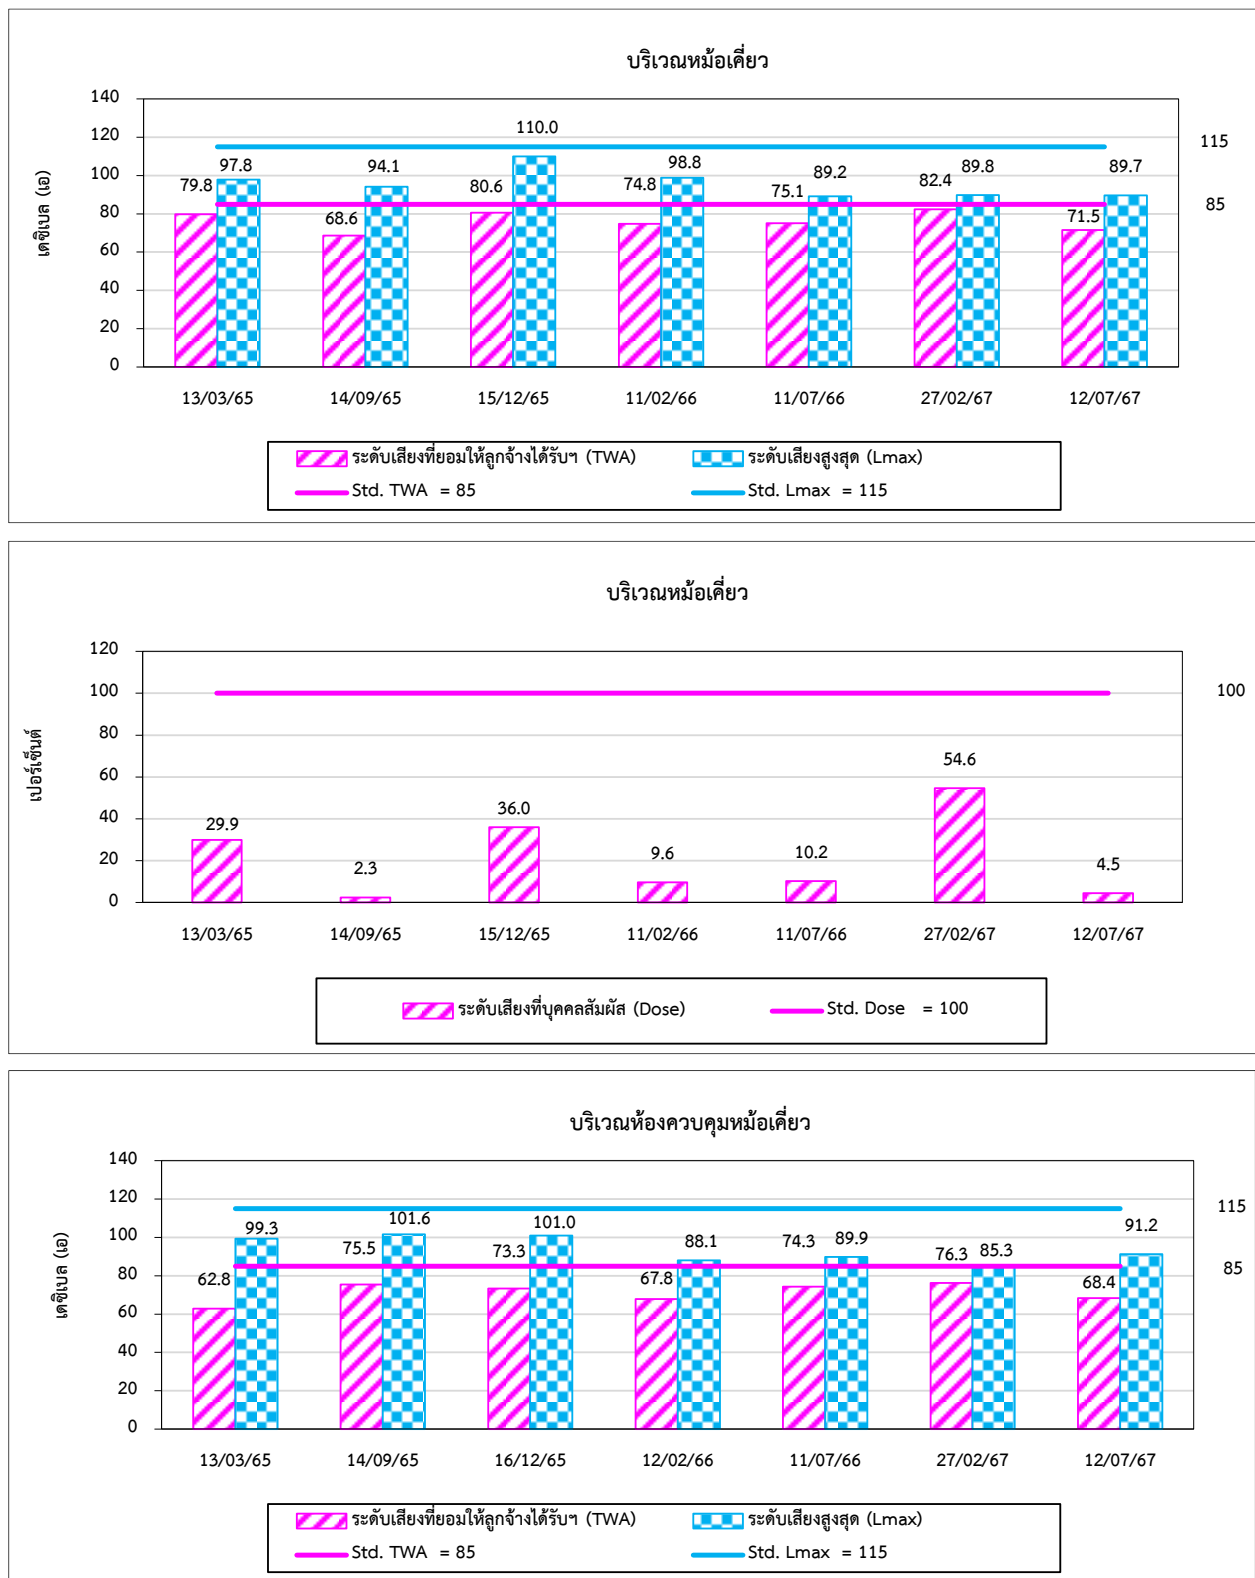 บริเวณหม้อเคี่ยว
140
120
100
80
60
40
20
0
เดซิเบล (เอ)
79.8 97.8 68.6 94.1 80.6 110.0 74.8 98.8 75.1 89.2 82.4 89.8 71.5 89.7
115
85
13/03/65 14/09/65 15/12/65 11/02/66 11/07/66 27/02/67 12/07/67
ระดับเสียงที่ยอมให้ลูกจ้างได้รับฯ (TWA) ระดับเสียงสูงสุด (Lmax)
Std. TWA = 85 Std. Lmax = 115
บริเวณหม้อเคี่ยว
120
100
80
60
40
20
0
เปอร์เซ็นต์
29.9 2.3 36.0 9.6 10.2 54.6 4.5
100
13/03/65 14/09/65 15/12/65 11/02/66 11/07/66 27/02/67 12/07/67
ระดับเสียงที่บุคคลสัมผัส (Dose) Std. Dose = 100
บริเวณห้องควบคุมหม้อเคี่ยว
140
120
100
80
60
40
20
0
เดซิเบล (เอ)
62.8 99.3 75.5 101.6 73.3 101.0 67.8 88.1 74.3 89.9 76.3 85.3 68.4 91.2
115
85
13/03/65 14/09/65 16/12/65 12/02/66 11/07/66 27/02/67 12/07/67
ระดับเสียงที่ยอมให้ลูกจ้างได้รับฯ (TWA) ระดับเสียงสูงสุด (Lmax)
Std. TWA = 85 Std. Lmax = 115